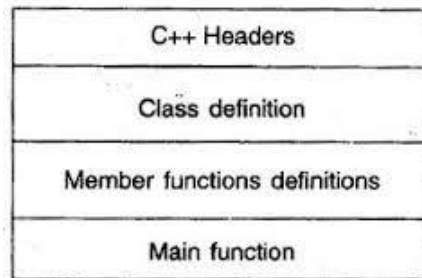 C++ Headers
Class definition
Member functions definitions
Main function